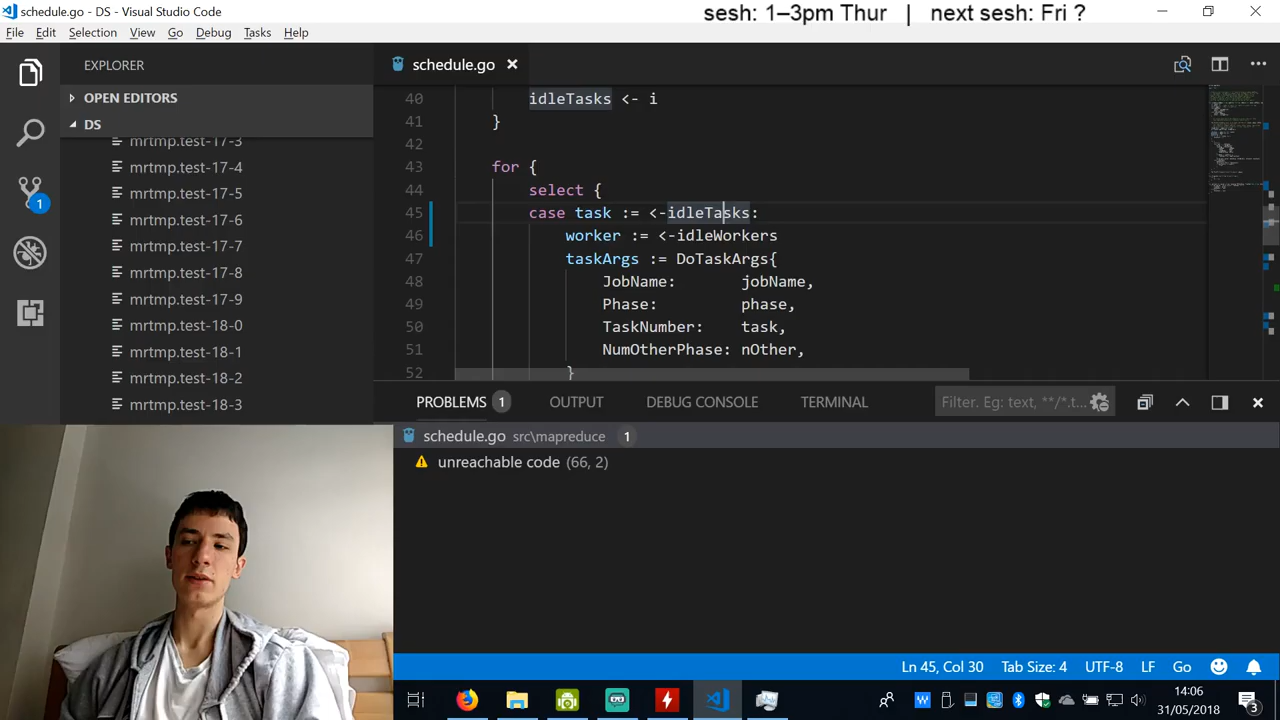 schedule.go - DS - Visual Studio Code
sesh: 1–3pm Thur | next sesh: Fri ?
File Edit Selection View Go Debug Tasks Help
EXPLORER
OPEN EDITORS
DS
mrtmp.test-17-3
mrtmp.test-17-4
mrtmp.test-17-5
mrtmp.test-17-6
mrtmp.test-17-7
mrtmp.test-17-8
mrtmp.test-17-9
mrtmp.test-18-0
mrtmp.test-18-1
mrtmp.test-18-2
mrtmp.test-18-3
1
schedule.go
40 idleTasks <- i
41 }
42
43 for {
44 select {
45 case task := <-idleTasks:
46 worker := <-idleWorkers
47 taskArgs := DoTaskArgs{
48 JobName: jobName,
49 Phase: phase,
50 TaskNumber: task,
51 NumOtherPhase: nOther,
52 }
PROBLEMS 1 OUTPUT DEBUG CONSOLE TERMINAL Filter. Eg: text, **/*.t...
schedule.go src\mapreduce 1
unreachable code (66, 2)
Ln 45, Col 30 Tab Size: 4 UTF-8 LF Go
14:06
31/05/2018
3